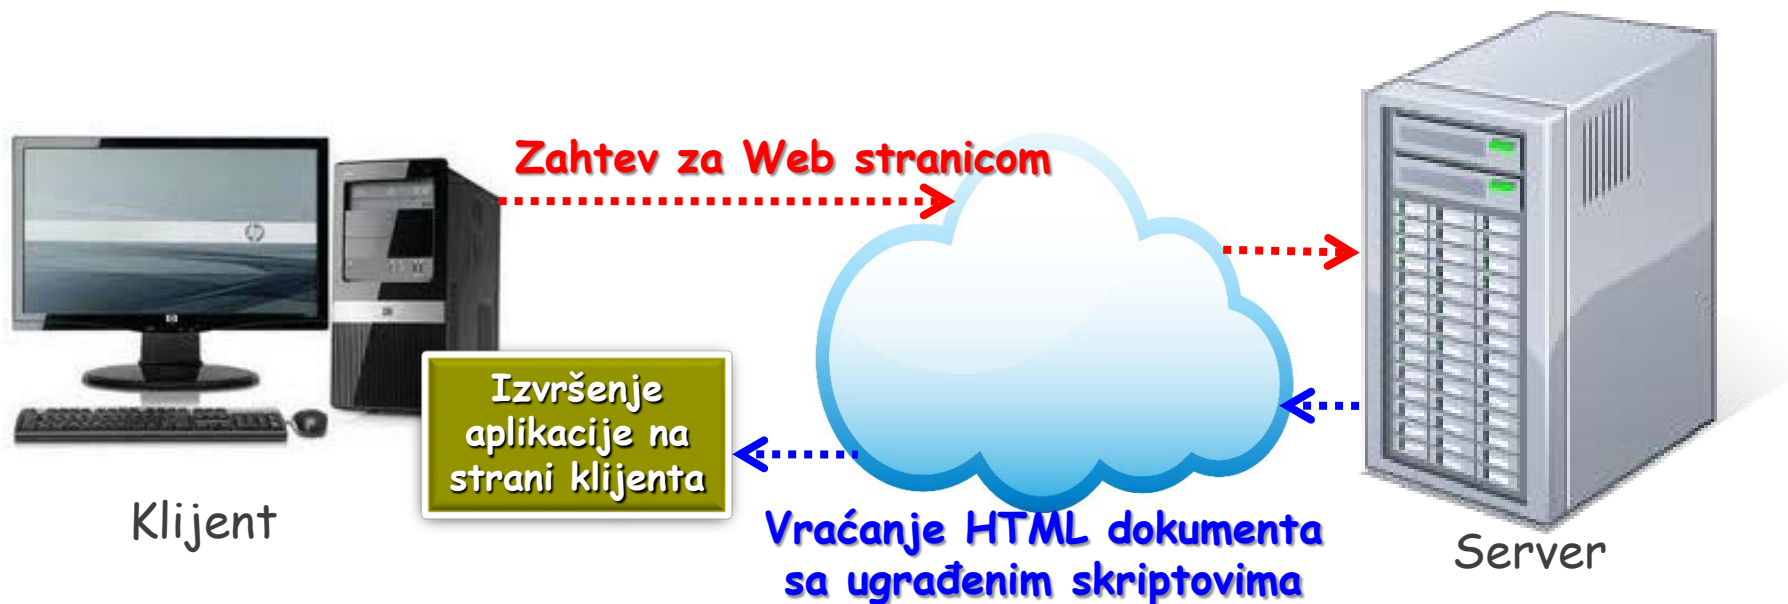 Zahtev za Web stranicom
Izvršenje
aplikacije na
strani klijenta
Klijent
Vraćanje HTML dokumenta
sa ugrađenim skriptovima
Server